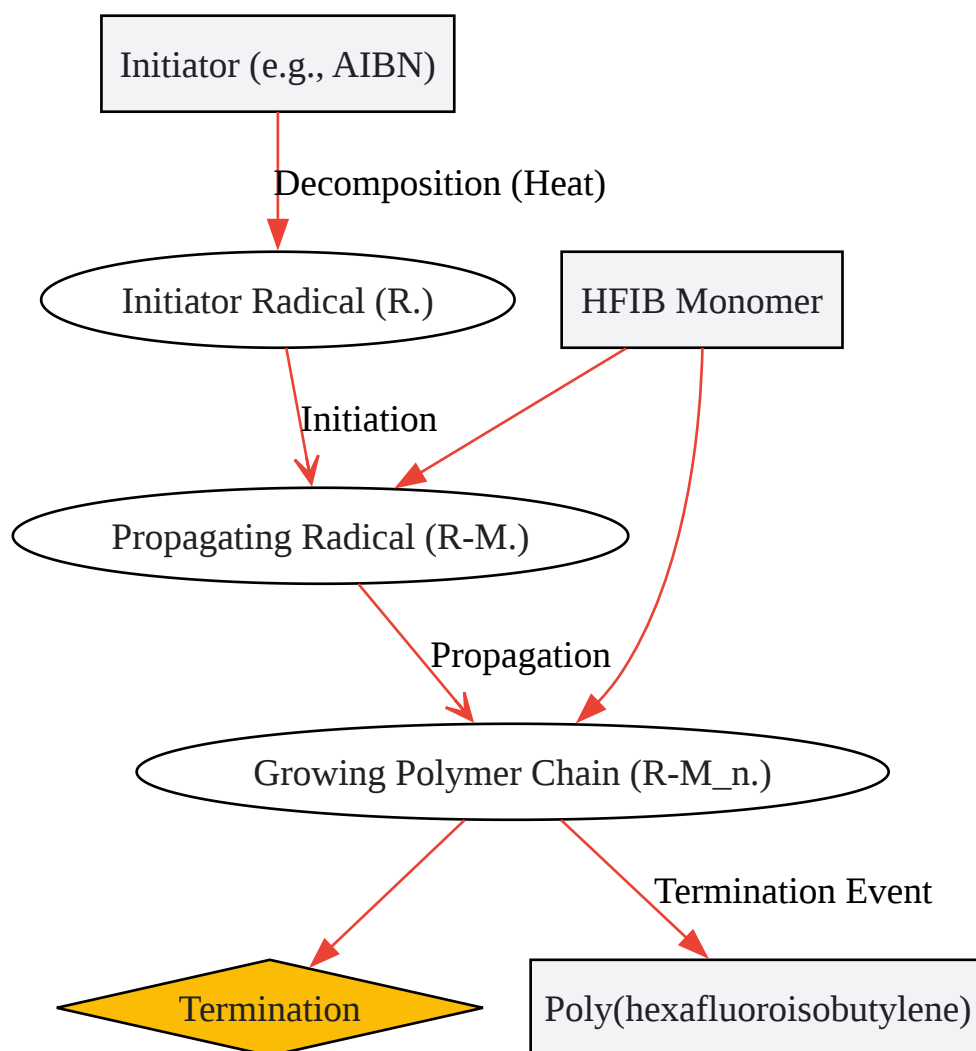 Initiator (e.g., AIBN)
Decomposition (Heat)
Initiator Radical (R.)
HFIB Monomer
Initiation
Propagating Radical (R-M.)
Propagation
Growing Polymer Chain (R-M_n.)
Termination Event
Termination
Poly(hexafluoroisobutylene)